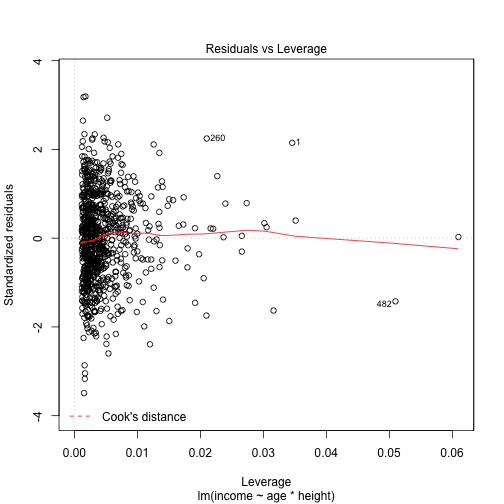 Residuals vs Leverage
Standardized residuals
4
2
0
-2
-4
260
1
482
Cook's distance
0.00 0.01 0.02 0.03 0.04 0.05 0.06
Leverage
lm(income ~ age * height)